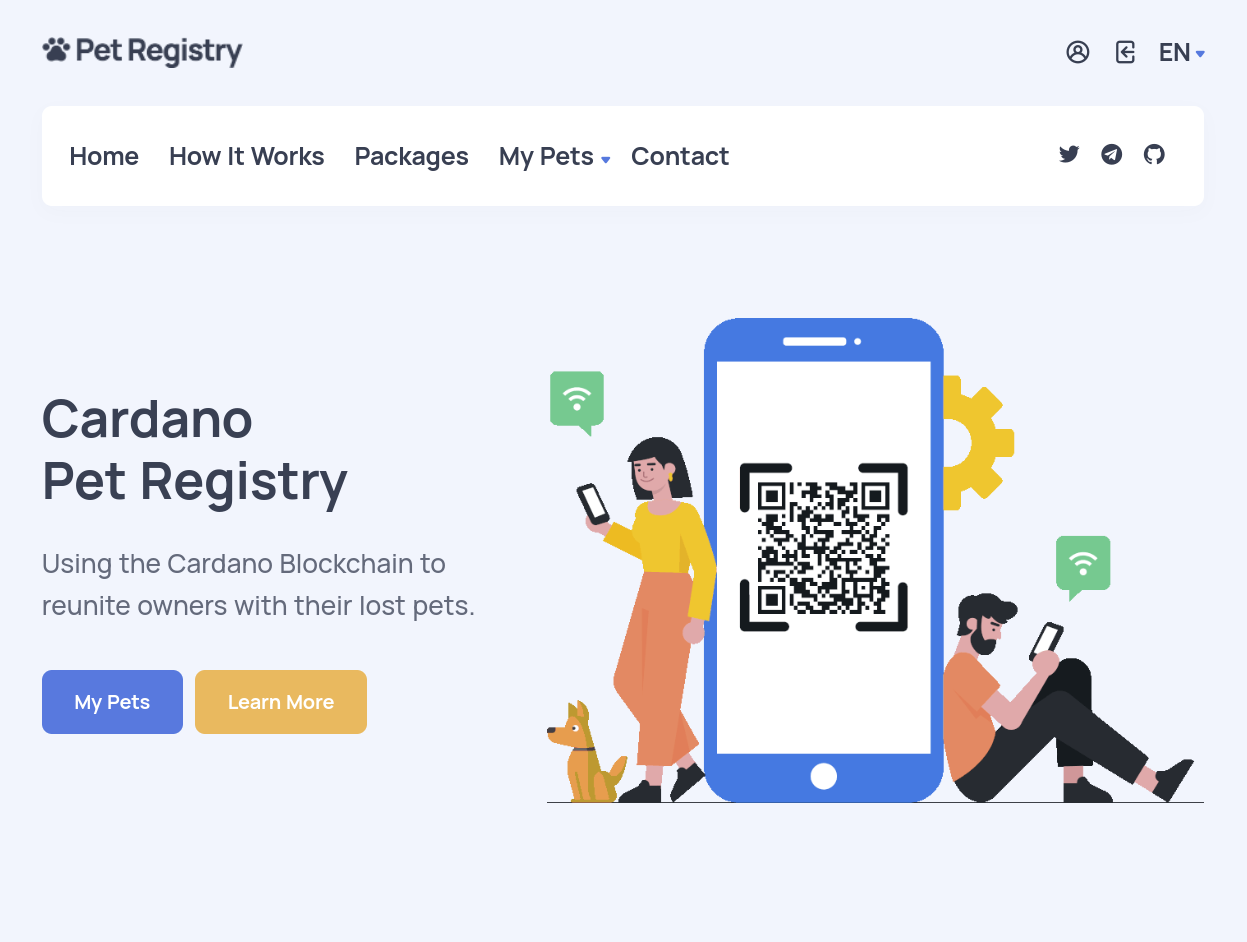 Pet Registry
EN
Home How It Works Packages My Pets Contact
Cardano
Pet Registry
Using the Cardano Blockchain to
reunite owners with their lost pets.
My Pets Learn More